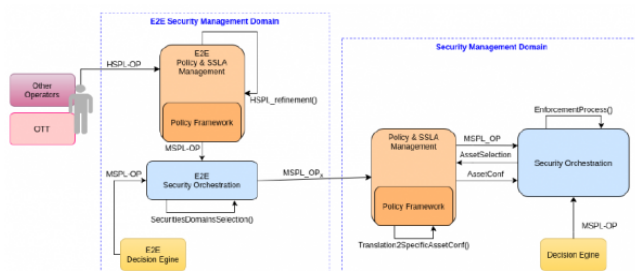 E2E Security Management Domain
Security Management Domain
HSPL-OP
E2E
Policy & SSLA
Management
HSPL_refinement()
Policy Framework
Other
Operators
OTT
MSPL-OP
MSPL-OP
E2E
Security Orchestration
MSPL_OPₓ
SecuritiesDomainsSelection()
E2E
Decision Egine
Policy & SSLA
Management
Policy Framework
Translation2SpecificAssetConf()
MSPL_OP
AssetSelection
AssetConf
EnforcementProcess()
Security Orchestration
MSPL-OP
Decision Egine